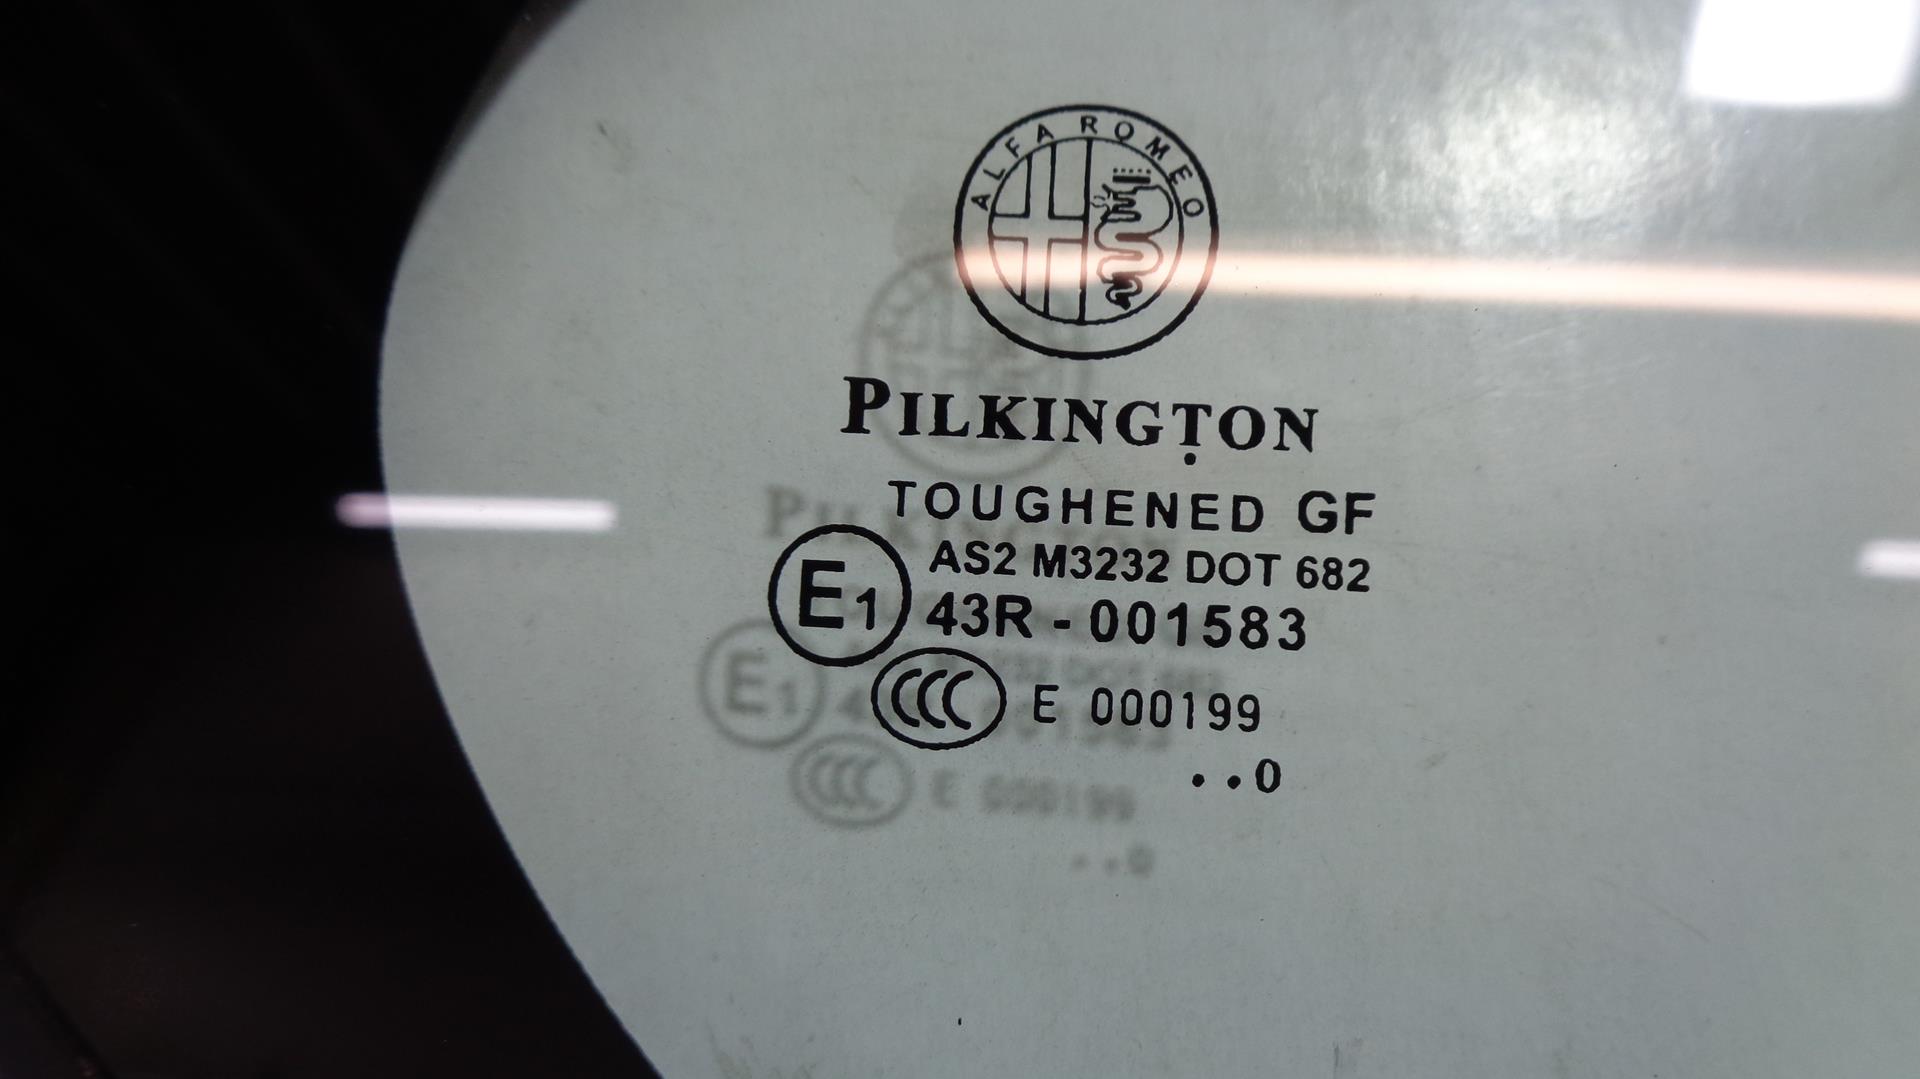 ALFA ROMEO
PILKINGTON
TOUGHENED GF
AS2 M3232 DOT 682
E1 43R - 001583
CCC E 000199
..0